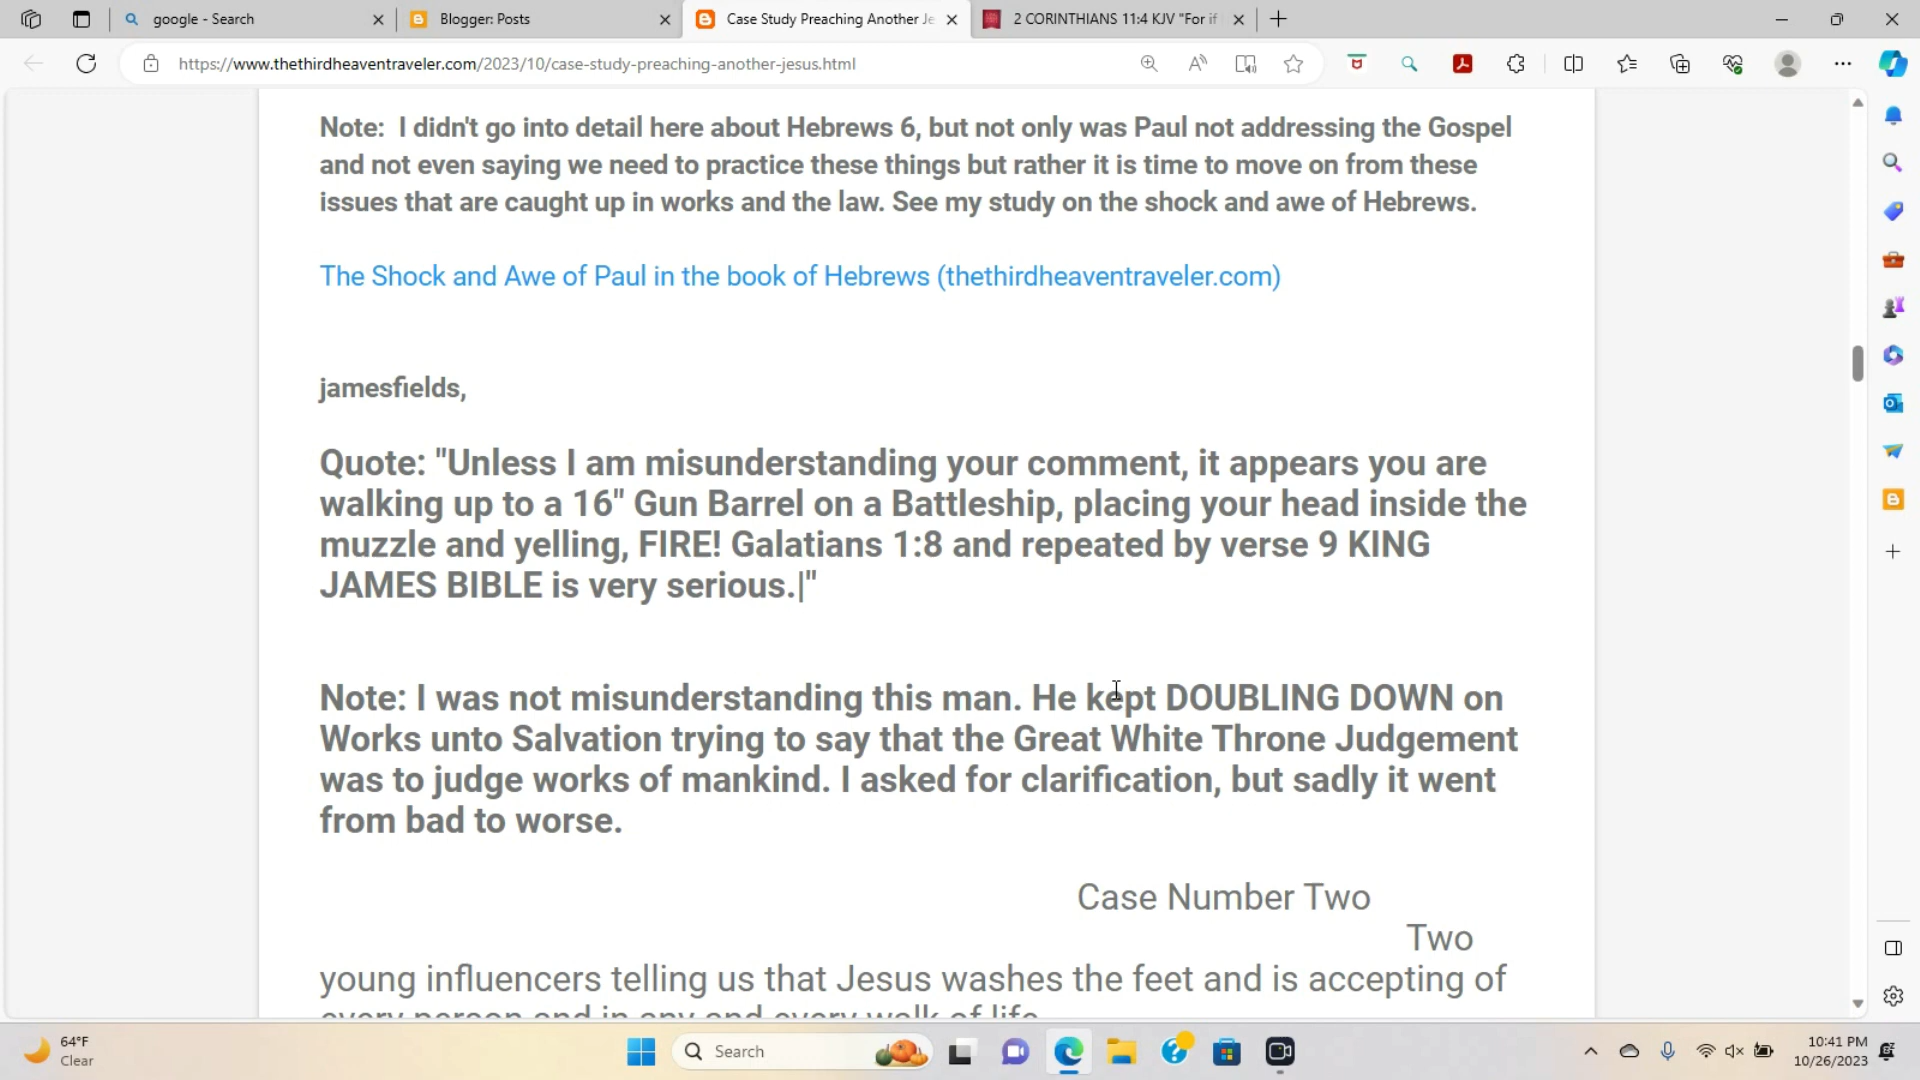 google - Search
Blogger: Posts
Case Study Preaching Another Je
2 CORINTHIANS 11:4 KJV "For if
https://www.thethirdheaventraveler.com/2023/10/case-study-preaching-another-jesus.html
Note:  I didn't go into detail here about Hebrews 6, but not only was Paul not addressing the Gospel
and not even saying we need to practice these things but rather it is time to move on from these
issues that are caught up in works and the law. See my study on the shock and awe of Hebrews.
The Shock and Awe of Paul in the book of Hebrews (thethirdheaventraveler.com)
jamesfields,
Quote: "Unless I am misunderstanding your comment, it appears you are
walking up to a 16" Gun Barrel on a Battleship, placing your head inside the
muzzle and yelling, FIRE! Galatians 1:8 and repeated by verse 9 KING
JAMES BIBLE is very serious.|"
Note: I was not misunderstanding this man. He kept DOUBLING DOWN on
Works unto Salvation trying to say that the Great White Throne Judgement
was to judge works of mankind. I asked for clarification, but sadly it went
from bad to worse.
Case Number Two
Two
young influencers telling us that Jesus washes the feet and is accepting of
every person and in any and every walk of life
64°F
Clear
Search
10:41 PM
10/26/2023